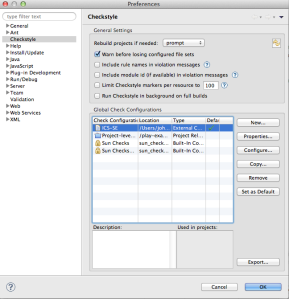 Preferences
type filter text
Checkstyle
General
Ant
Checkstyle
Help
Install/Update
Java
JavaScript
Plug-in Development
Run/Debug
Server
Team
Validation
Web
Web Services
XML
General Settings
Rebuild projects if needed: prompt
Warn before losing configured file sets
Include rule names in violation messages
Include module id (if available) in violation messages
Limit Checkstyle markers per resource to 100
Run Checkstyle in background on full builds
Global Check Configurations
Check Configuratio Location Type Defau
ICS-SE /Users/joh External C...
Project-leve... /play-exa... Project Rel...
Sun Checks sun_check... Built-In Co...
Sun Checks... sun_check... Built-In Co...
New...
Properties...
Configure...
Copy...
Remove
Set as Default
Description:
Used in projects:
Export...
Cancel
OK